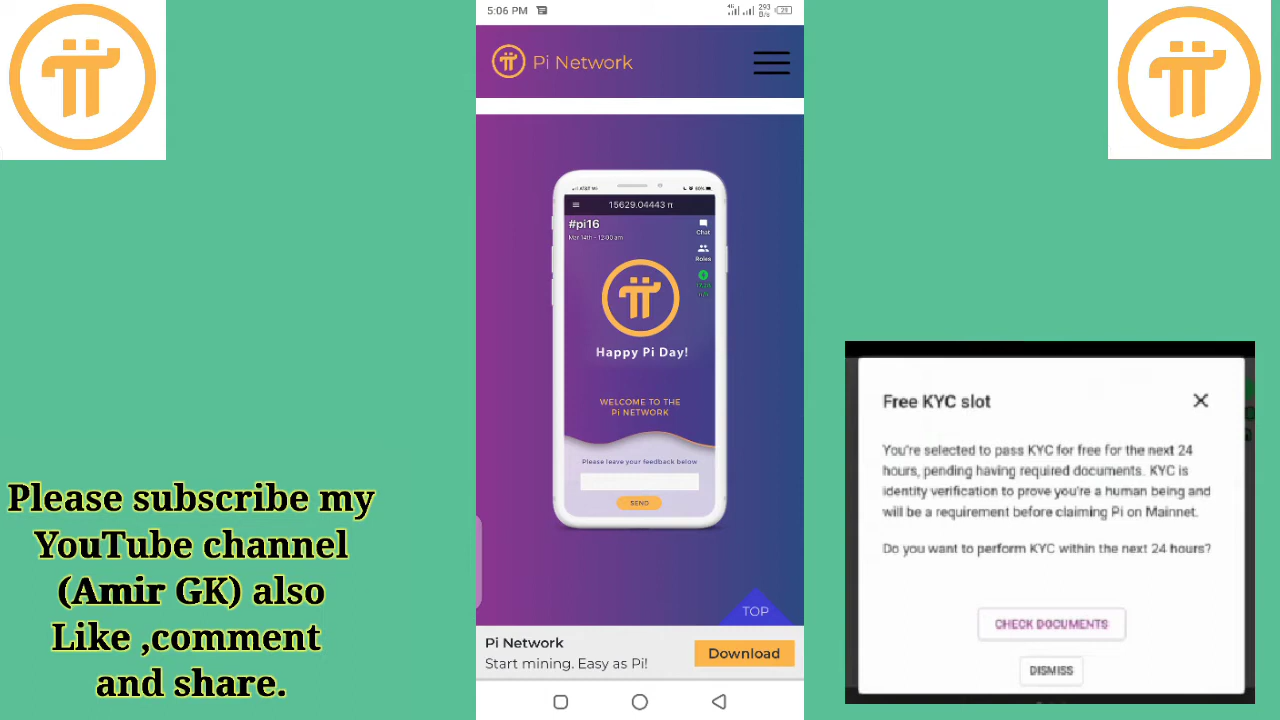 5:06 PM
4G
293
B/s
29
Pi Network
15629.04443 π
#pi16
Mar 14th - 12:00 am
Chat
Roles
Happy Pi Day!
WELCOME TO THE
Pi NETWORK
Please leave your feedback below
SEND
TOP
Pi Network
Start mining. Easy as Pi!
Download
Please subscribe my
YouTube channel
(Amir GK) also
Like ,comment
and share.
Free KYC slot
You're selected to pass KYC for free for the next 24
hours, pending having required documents. KYC is
identity verification to prove you're a human being and
will be a requirement before claiming Pi on Mainnet.
Do you want to perform KYC within the next 24 hours?
CHECK DOCUMENTS
DISMISS